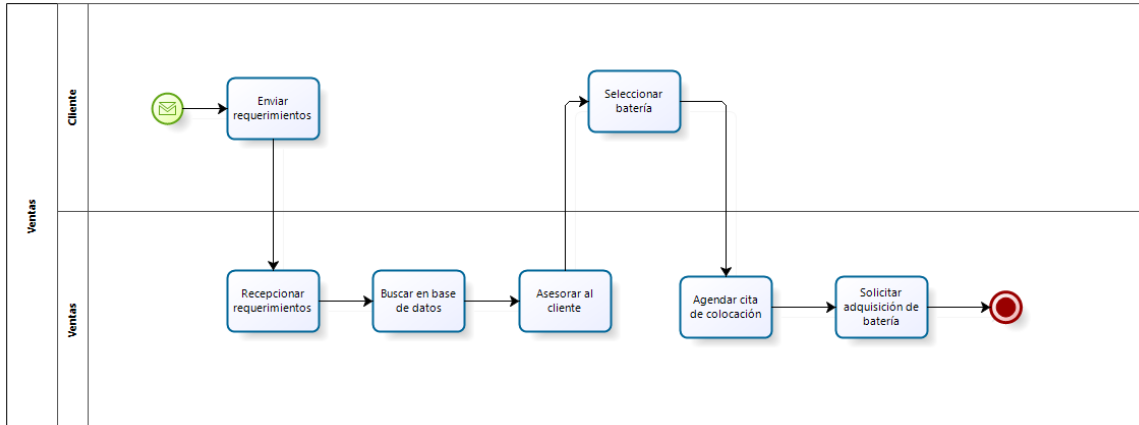 Ventas
Cliente
Enviar
requerimientos
Seleccionar
batería
Ventas
Recepcionar
requerimientos
Buscar en base
de datos
Asesorar al
cliente
Agendar cita
de colocación
Solicitar
adquisición de
batería